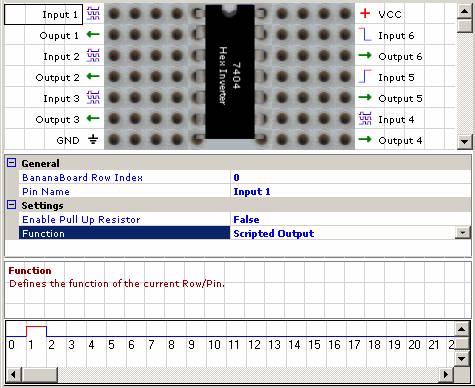 Input 1
VCC
Ouput 1
Input 6
Input 2
Output 6
Ouput 2
Input 5
Input 3
Output 5
Ouput 3
Input 4
GND
Output 4
7404
Hex Inverter
General
BananaBoard Row Index 0
Pin Name Input 1
Settings
Enable Pull Up Resistor False
Function Scripted Output
Function
Defines the function of the current Row/Pin.
0 1 2 3 4 5 6 7 8 9 10 11 12 13 14 15 16 17 18 19 20 21 2